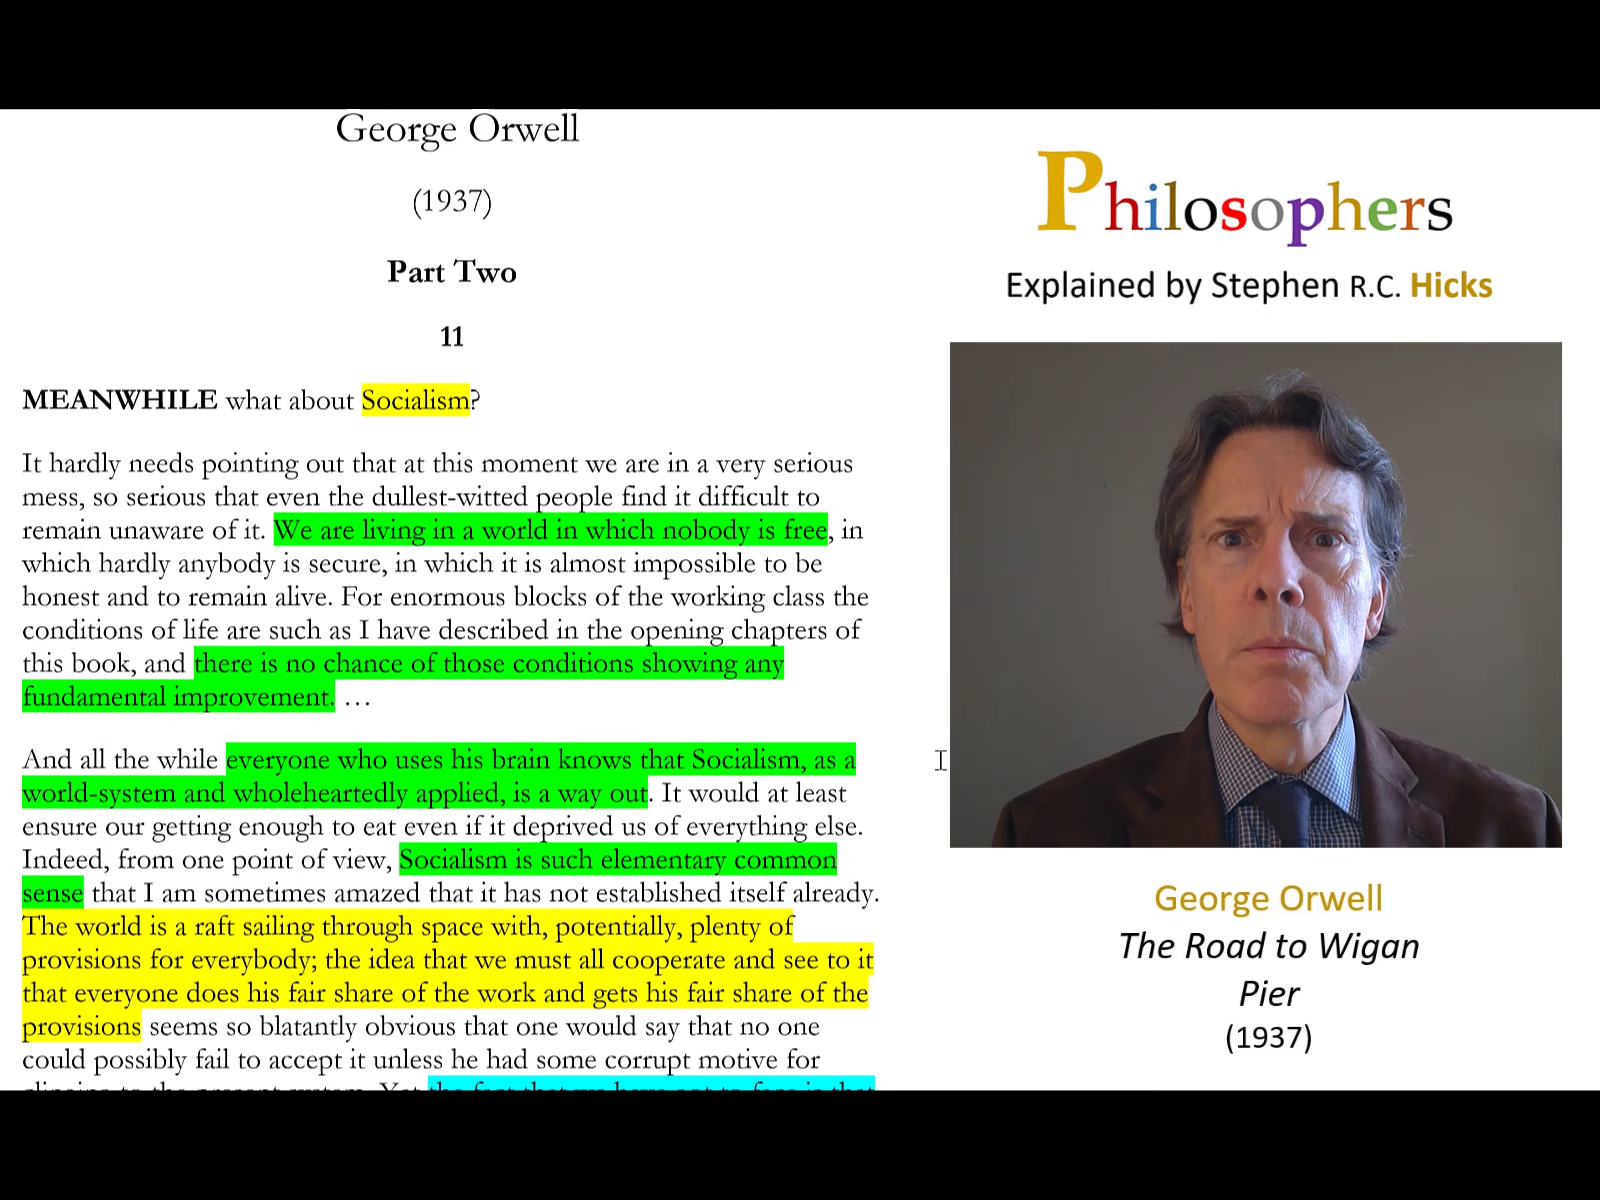 George Orwell
(1937)
Part Two
11
MEANWHILE what about Socialism?
It hardly needs pointing out that at this moment we are in a very serious
mess, so serious that even the dullest-witted people find it difficult to
remain unaware of it. We are living in a world in which nobody is free, in
which hardly anybody is secure, in which it is almost impossible to be
honest and to remain alive. For enormous blocks of the working class the
conditions of life are such as I have described in the opening chapters of
this book, and there is no chance of those conditions showing any
fundamental improvement. …
And all the while everyone who uses his brain knows that Socialism, as a
world-system and wholeheartedly applied, is a way out. It would at least
ensure our getting enough to eat even if it deprived us of everything else.
Indeed, from one point of view, Socialism is such elementary common
sense that I am sometimes amazed that it has not established itself already.
The world is a raft sailing through space with, potentially, plenty of
provisions for everybody; the idea that we must all cooperate and see to it
that everyone does his fair share of the work and gets his fair share of the
provisions seems so blatantly obvious that one would say that no one
could possibly fail to accept it unless he had some corrupt motive for
Philosophers
Explained by Stephen R.C. Hicks
George Orwell
The Road to Wigan
Pier
(1937)